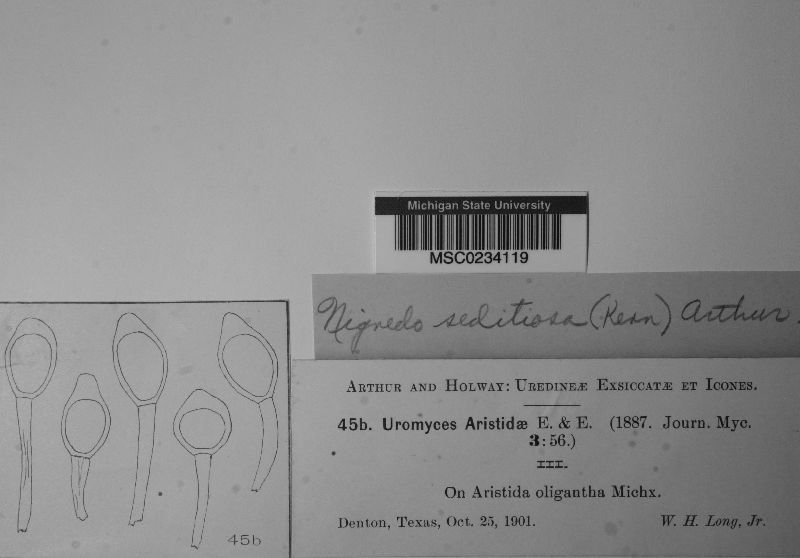 Michigan State University
MSC0234119
Nigredo seditiosa (Kern) Arthur.
ARTHUR AND HOLWAY: UREDINEÆ EXSICCATÆ ET ICONES.
45b. Uromyces Aristidæ E. & E. (1887. Journ. Myc.
3:56.)
III.
On Aristida oligantha Michx.
Denton, Texas, Oct. 25, 1901. W. H. Long, Jr.
45b